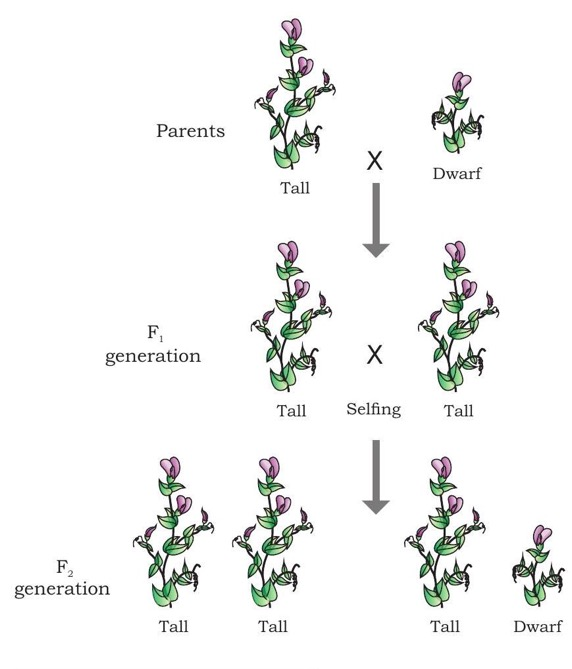 Parents
X
Tall
Dwarf
F₁
generation
X
Tall
Selfing
Tall
F₂
generation
Tall
Tall
Tall
Dwarf